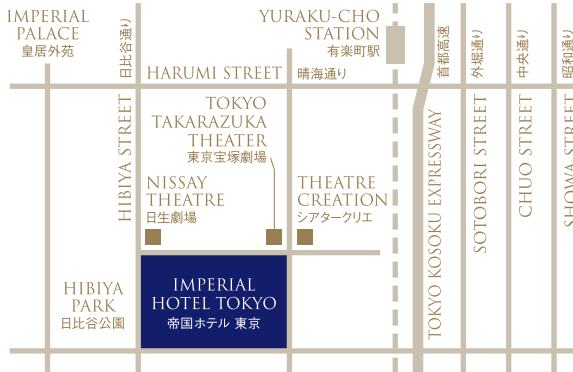 IMPERIAL
PALACE
皇居外苑
日比谷通り
YURAKU-CHO
STATION
有楽町駅
首都高速
外堀通り
中央通り
昭和通り
HARUMI STREET
晴海通り
HIBIYA STREET
TOKYO
TAKARAZUKA
THEATER
東京宝塚劇場
NISSAY
THEATRE
日生劇場
THEATRE
CREATION
シアタークリエ
TOKYO KOSOKU EXPRESSWAY
SOTOBORI STREET
CHUO STREET
SHOWA STREET
HIBIYA
PARK
日比谷公園
IMPERIAL
HOTEL TOKYO
帝国ホテル 東京